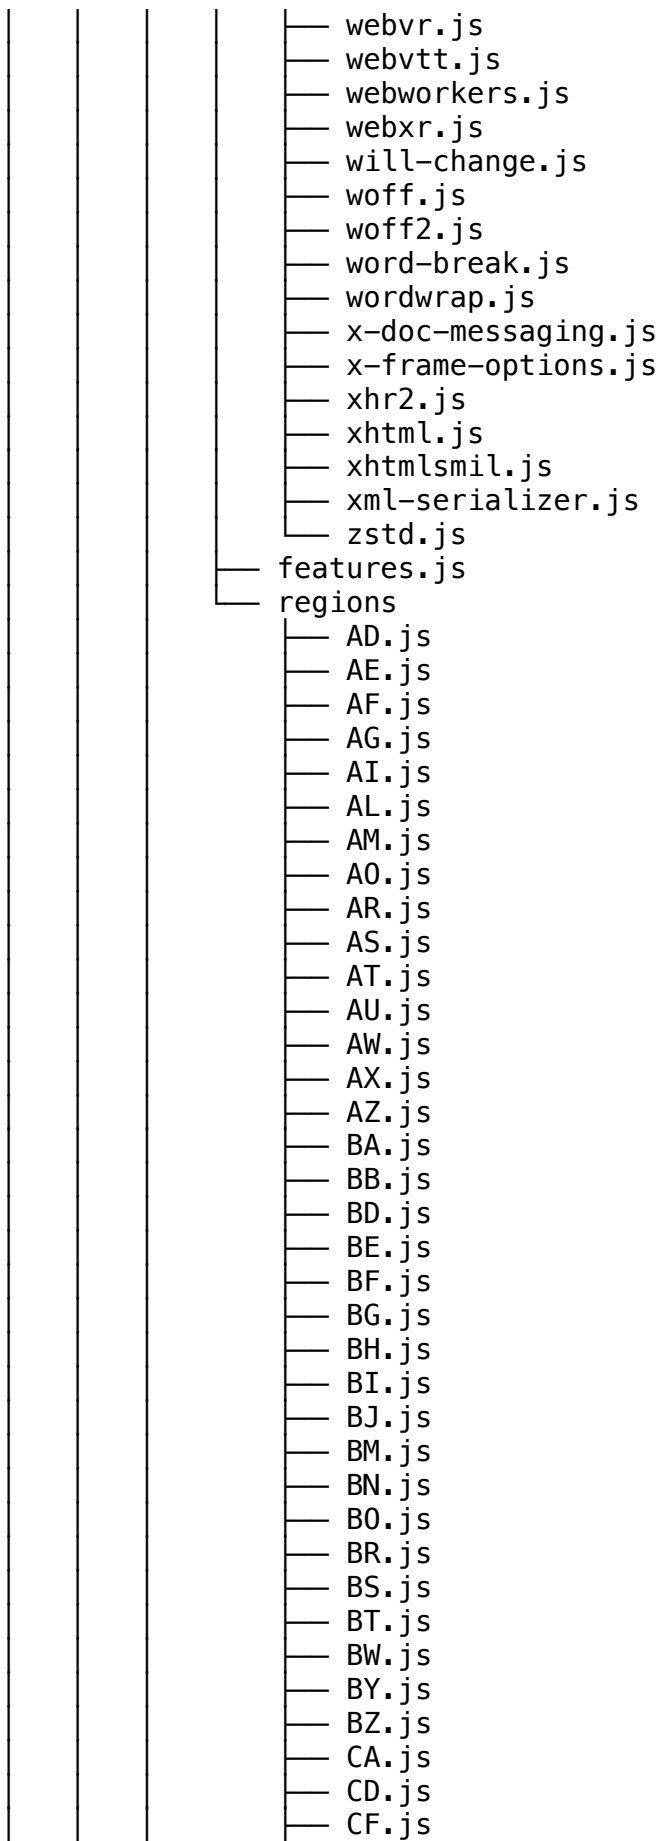 │   │   │   │   ├── webvr.js
│   │   │   │   ├── webvtt.js
│   │   │   │   ├── webworkers.js
│   │   │   │   ├── webxr.js
│   │   │   │   ├── will-change.js
│   │   │   │   ├── woff.js
│   │   │   │   ├── woff2.js
│   │   │   │   ├── word-break.js
│   │   │   │   ├── wordwrap.js
│   │   │   │   ├── x-doc-messaging.js
│   │   │   │   ├── x-frame-options.js
│   │   │   │   ├── xhr2.js
│   │   │   │   ├── xhtml.js
│   │   │   │   ├── xhtmlsmil.js
│   │   │   │   ├── xml-serializer.js
│   │   │   │   └── zstd.js
│   │   │   ├── features.js
│   │   │   └── regions
│   │   │       ├── AD.js
│   │   │       ├── AE.js
│   │   │       ├── AF.js
│   │   │       ├── AG.js
│   │   │       ├── AI.js
│   │   │       ├── AL.js
│   │   │       ├── AM.js
│   │   │       ├── AO.js
│   │   │       ├── AR.js
│   │   │       ├── AS.js
│   │   │       ├── AT.js
│   │   │       ├── AU.js
│   │   │       ├── AW.js
│   │   │       ├── AX.js
│   │   │       ├── AZ.js
│   │   │       ├── BA.js
│   │   │       ├── BB.js
│   │   │       ├── BD.js
│   │   │       ├── BE.js
│   │   │       ├── BF.js
│   │   │       ├── BG.js
│   │   │       ├── BH.js
│   │   │       ├── BI.js
│   │   │       ├── BJ.js
│   │   │       ├── BM.js
│   │   │       ├── BN.js
│   │   │       ├── BO.js
│   │   │       ├── BR.js
│   │   │       ├── BS.js
│   │   │       ├── BT.js
│   │   │       ├── BW.js
│   │   │       ├── BY.js
│   │   │       ├── BZ.js
│   │   │       ├── CA.js
│   │   │       ├── CD.js
│   │   │       ├── CF.js